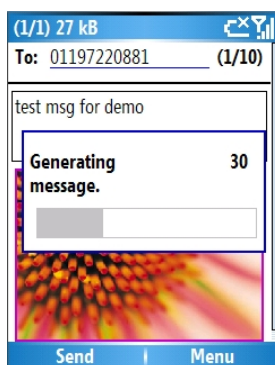 (1/1) 27 kB
To: 01197220881 (1/10)
test msg for demo
Generating 30
message.
Send Menu